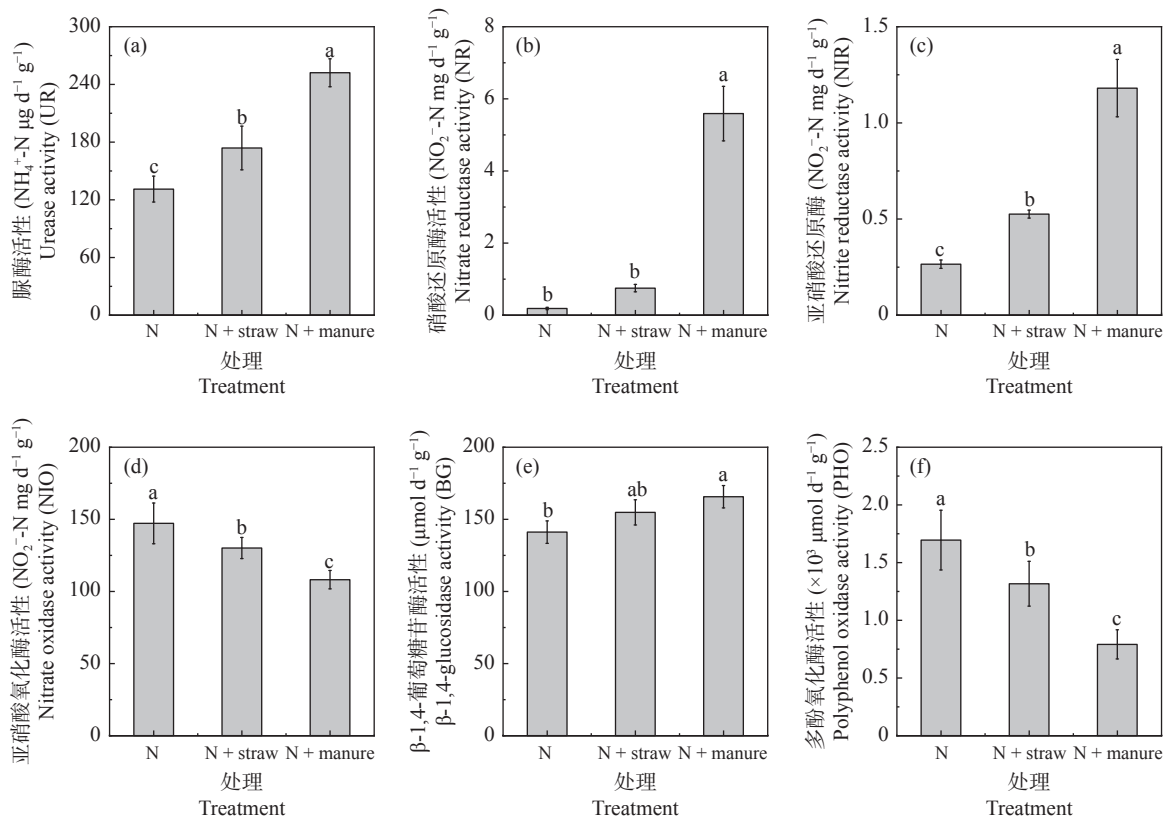 脲酶活性 (NH₄⁺-N μg d⁻¹ g⁻¹)
Urease activity (UR)
300
240
180
120
60
0
(a)
c
b
a
N
N + straw
N + manure
处理
Treatment
硝酸还原酶活性 (NO₂⁻-N mg d⁻¹ g⁻¹)
Nitrate reductase activity (NR)
8
6
4
2
0
(b)
b
b
a
N
N + straw
N + manure
处理
Treatment
亚硝酸还原酶 (NO₂⁻-N mg d⁻¹ g⁻¹)
Nitrite reductase activity (NIR)
1.5
1.0
0.5
0
(c)
c
b
a
N
N + straw
N + manure
处理
Treatment
亚硝酸氧化酶活性 (NO₂⁻-N mg d⁻¹ g⁻¹)
Nitrate oxidase activity (NIO)
200
150
100
50
0
(d)
a
b
c
N
N + straw
N + manure
处理
Treatment
β-1,4-葡萄糖苷酶活性 (μmol d⁻¹ g⁻¹)
β-1,4-glucosidase activity (BG)
200
150
100
50
0
(e)
b
ab
a
N
N + straw
N + manure
处理
Treatment
多酚氧化酶活性 (×10³ μmol d⁻¹ g⁻¹)
Polyphenol oxidase activity (PHO)
2.5
2.0
1.5
1.0
0.5
0
(f)
a
b
c
N
N + straw
N + manure
处理
Treatment